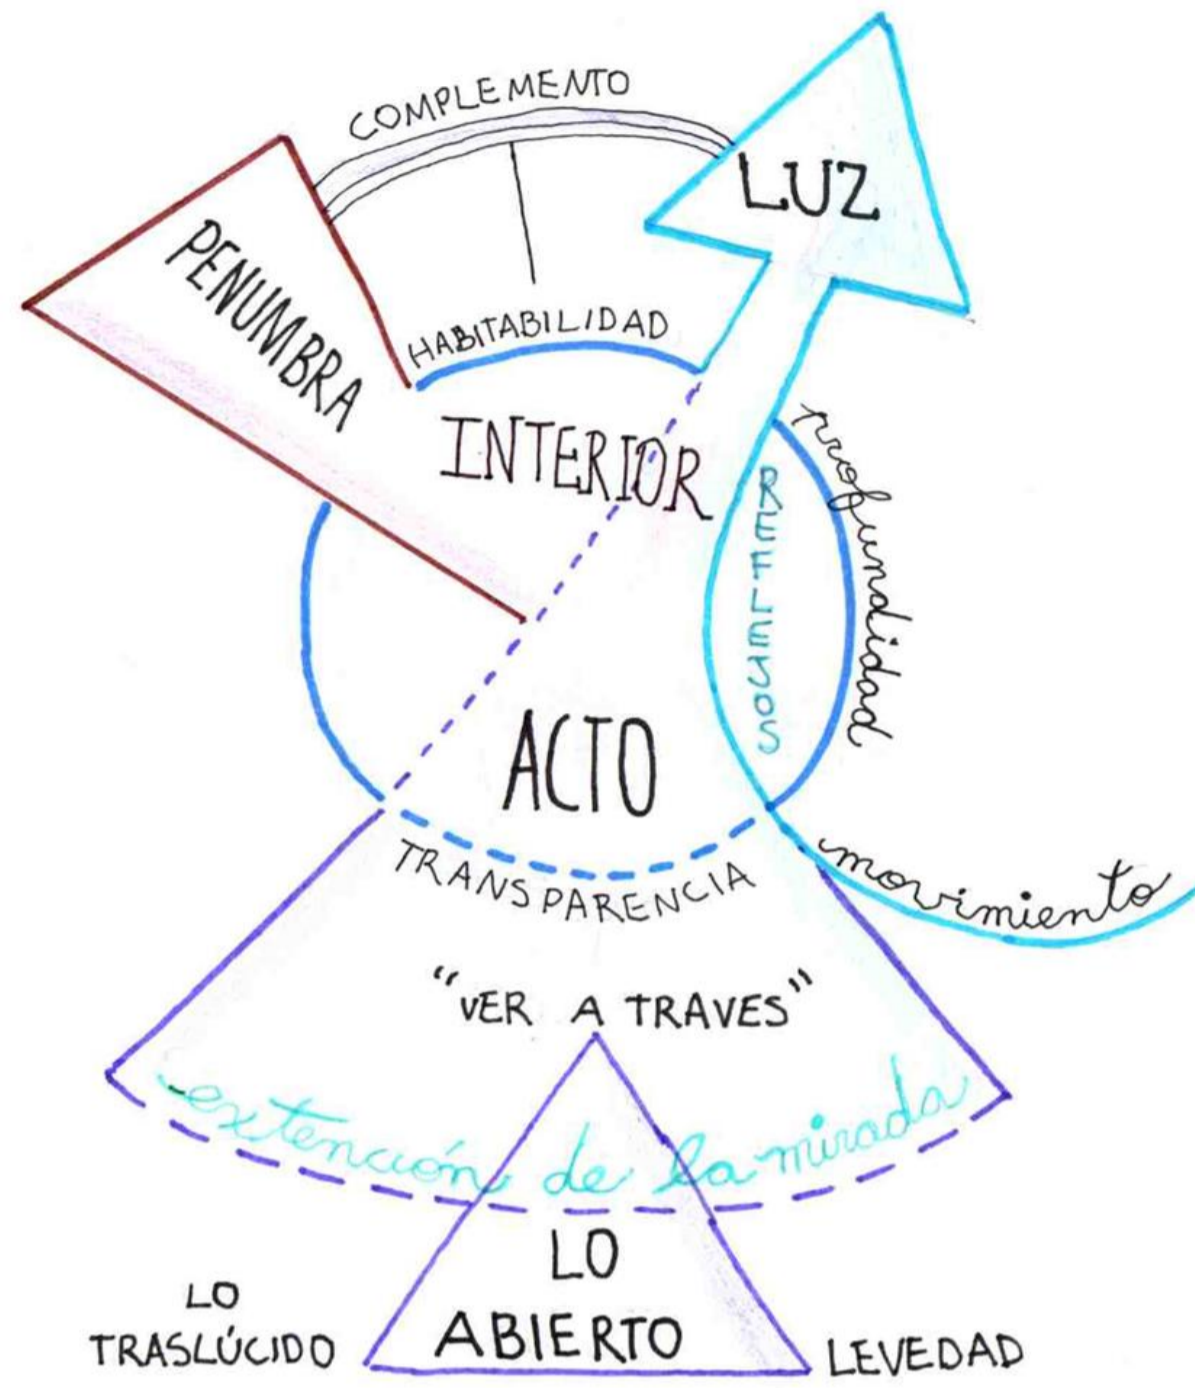 COMPLEMENTO
LUZ
PENUMBRA
HABITABILIDAD
INTERIOR
profundidad
REFLEJOS
ACTO
TRANSPARENCIA
movimiento
"VER A TRAVES"
extención de la mirada
LO
ABIERTO
LO
TRASLÚCIDO
LEVEDAD